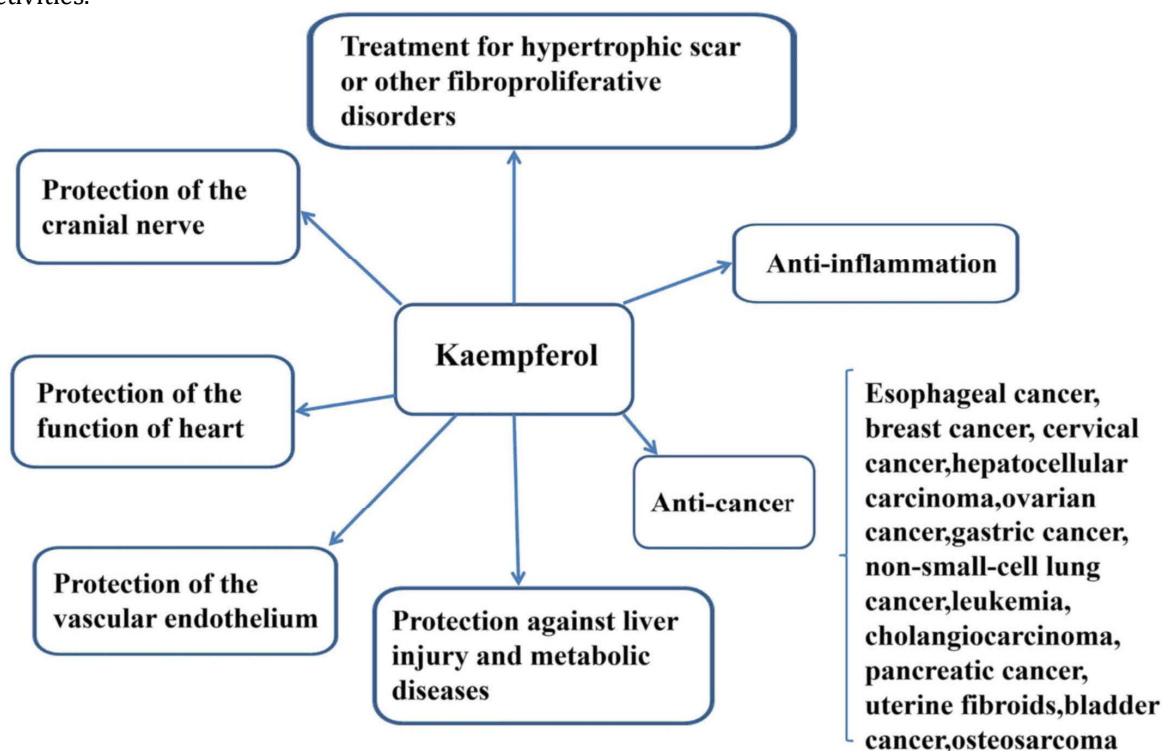 Treatment for hypertrophic scar
or other fibroproliferative
disorders
Protection of the
cranial nerve
Anti-inflammation
Kaempferol
Protection of the
function of heart
Anti-cancer
Esophageal cancer,
breast cancer, cervical
cancer,hepatocellular
carcinoma,ovarian
cancer,gastric cancer,
non-small-cell lung
cancer,leukemia,
cholangiocarcinoma,
pancreatic cancer,
uterine fibroids,bladder
cancer,osteosarcoma
Protection of the
vascular endothelium
Protection against liver
injury and metabolic
diseases